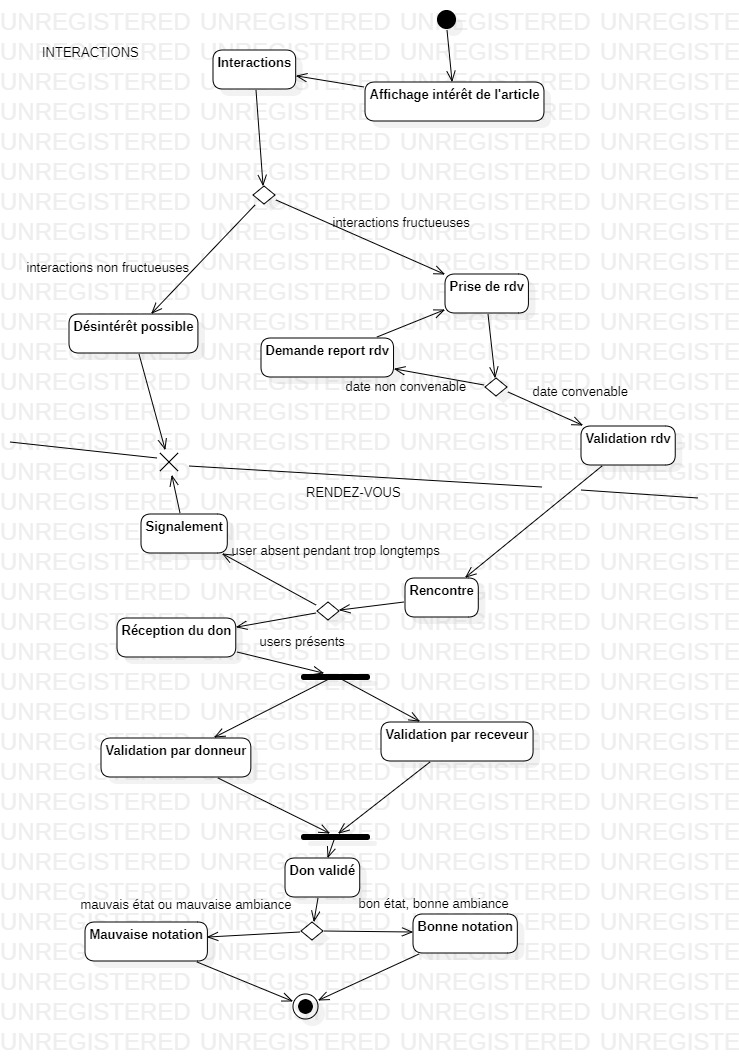 INTERACTIONS
Interactions
Affichage intérêt de l'article
interactions fructueuses
interactions non fructueuses
Prise de rdv
Désintérêt possible
Demande report rdv
date non convenable
date convenable
Validation rdv
RENDEZ-VOUS
Signalement
user absent pendant trop longtemps
Rencontre
Réception du don
users présents
Validation par donneur
Validation par receveur
Don validé
mauvais état ou mauvaise ambiance
bon état, bonne ambiance
Mauvaise notation
Bonne notation
UNREGISTERED